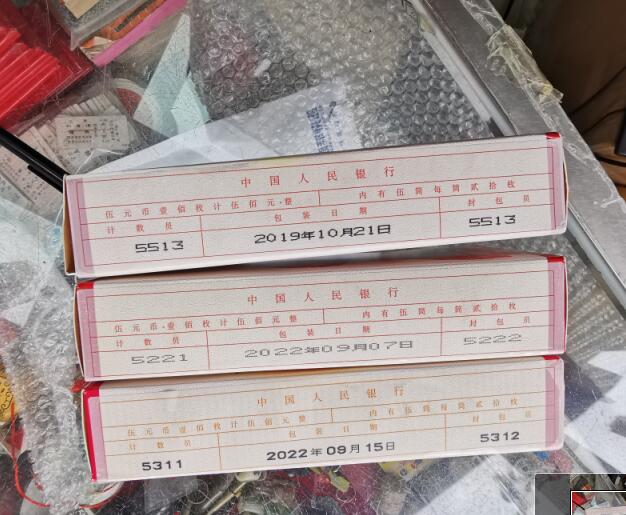 中国人民银行
伍元币壹佰枚计伍佰元整 内有伍筒每筒贰拾枚
计数员 包装日期 封包员
5513 2019年10月21日 5513
中国人民银行
伍元币壹佰枚计伍佰元整 内有伍筒每筒贰拾枚
计数员 包装日期 封包员
5221 2022年09月07日 5222
中国人民银行
伍元币壹佰枚计伍佰元整 内有伍筒每筒贰拾枚
计数员 包装日期 封包员
5311 2022年09月15日 5312